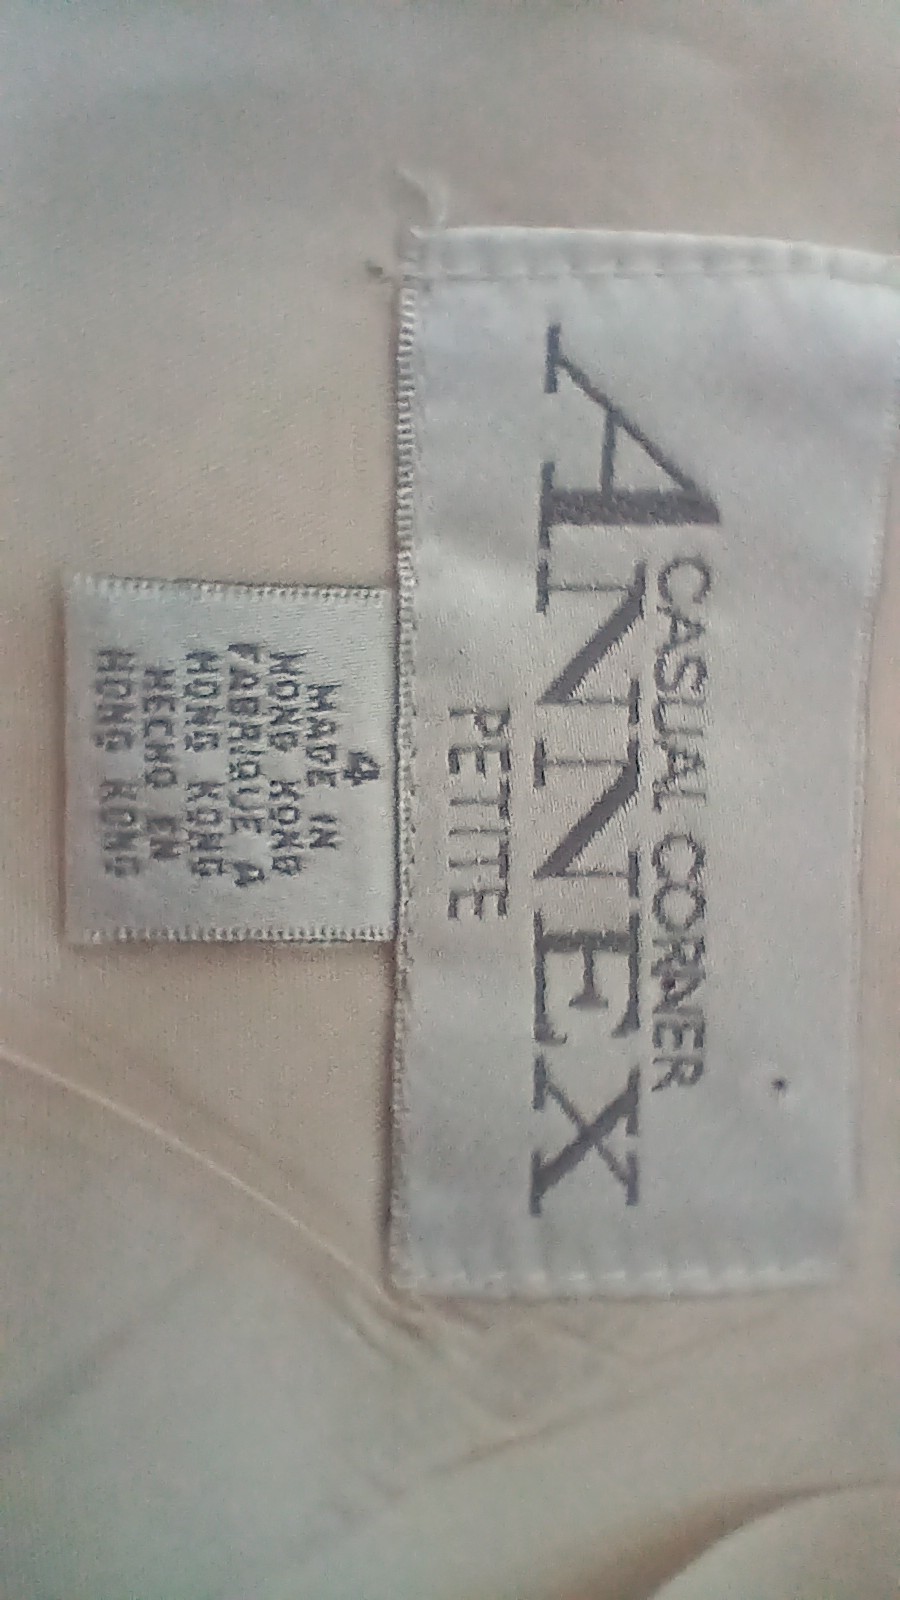 CASUAL CORNER
ANNEX
PETITE
4
MADE IN
HONG KONG
FABRIQUE A
HONG KONG
HECHO EN
HONG KONG